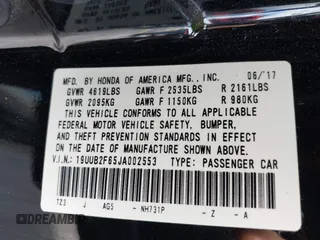 MFD. BY HONDA OF AMERICA MFG., INC. 06/17
GVWR 4619LBS GAWR F 2535LBS R 2161LBS
GVWR 2095KG GAWR F 1150KG R 980KG
THIS VEHICLE CONFORMS TO ALL APPLICABLE
FEDERAL MOTOR VEHICLE SAFETY, BUMPER,
AND THEFT PREVENTION STANDARDS IN EFFECT
ON THE DATE OF MANUFACTURE SHOWN ABOVE.
V.I.N.: 19UUB2F65JA002553 TYPE: PASSENGER CAR
TZ3 J AGS - NH731P - Z - A
DREAMBID